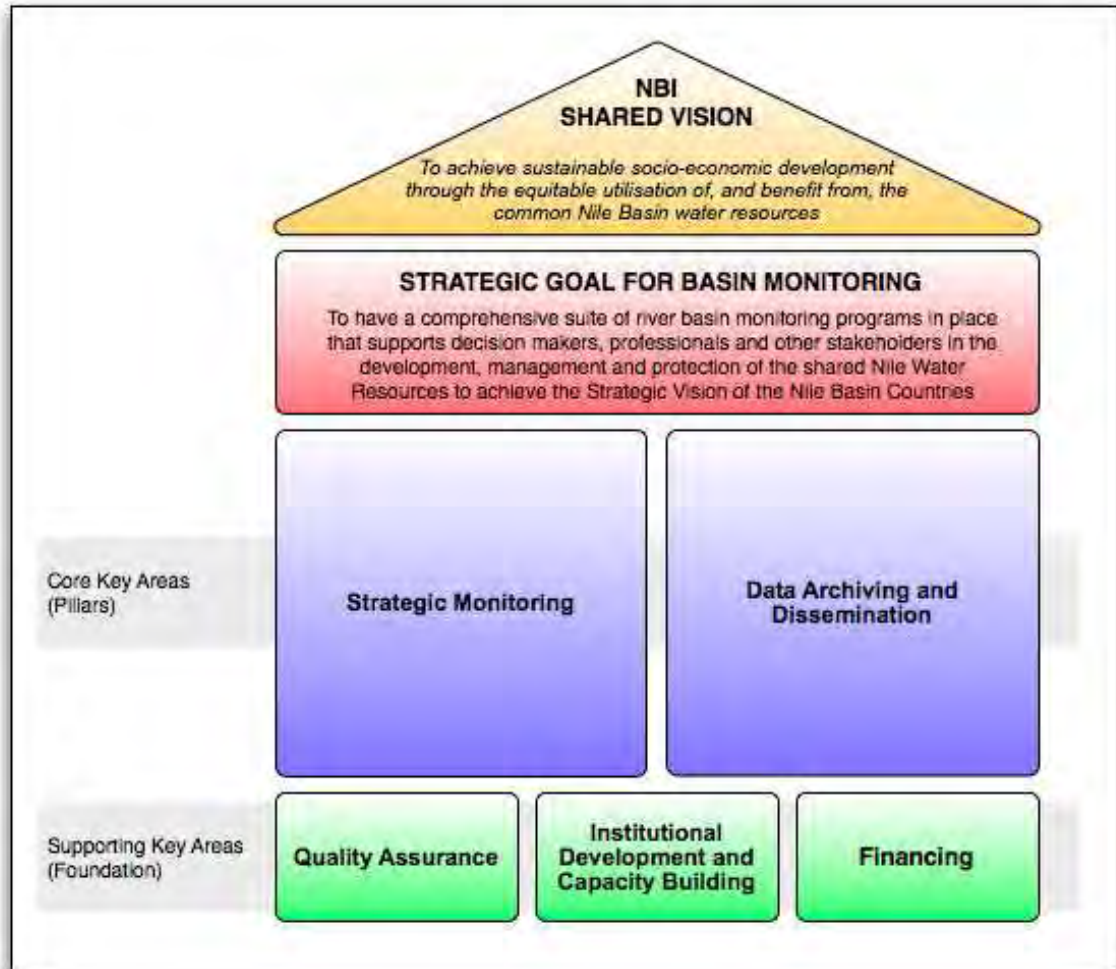 NBI
SHARED VISION
To achieve sustainable socio-economic development
through the equitable utilisation of, and benefit from, the
common Nile Basin water resources
STRATEGIC GOAL FOR BASIN MONITORING
To have a comprehensive suite of river basin monitoring programs in place
that supports decision makers, professionals and other stakeholders in the
development, management and protection of the shared Nile Water
Resources to achieve the Strategic Vision of the Nile Basin Countries
Core Key Areas
(Pillars)
Strategic Monitoring
Data Archiving and
Dissemination
Supporting Key Areas
(Foundation)
Quality Assurance
Institutional
Development and
Capacity Building
Financing